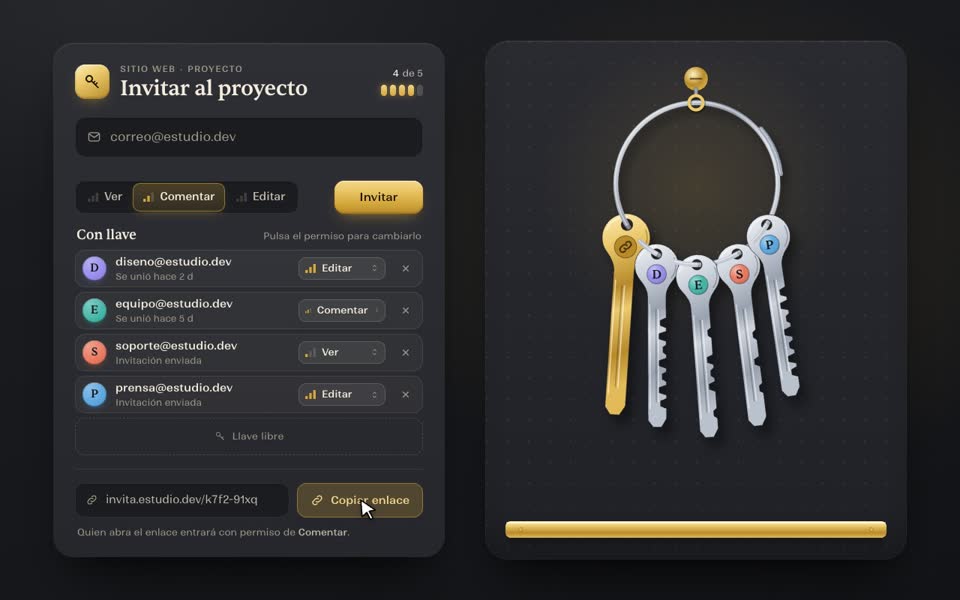 SITIO WEB · PROYECTO
Invitar al proyecto
4 de 5
correo@estudio.dev
Ver
Comentar
Editar
Invitar
Con llave
Pulsa el permiso para cambiarlo
D
diseno@estudio.dev
Se unió hace 2 d
Editar
E
equipo@estudio.dev
Se unió hace 5 d
Comentar
S
soporte@estudio.dev
Invitación enviada
Ver
P
prensa@estudio.dev
Invitación enviada
Editar
Llave libre
invita.estudio.dev/k7f2-91xq
Copiar enlace
Quien abra el enlace entrará con permiso de Comentar.
D
E
S
P